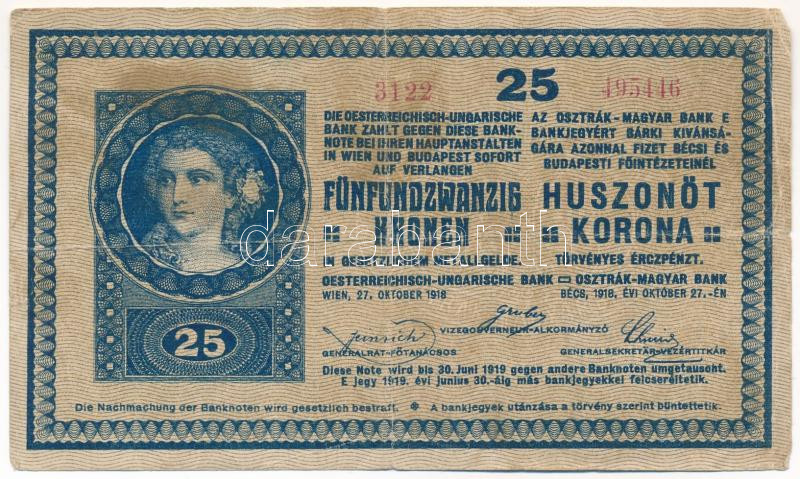 3122 25 495446
DIE OESTERREICHISCH-UNGARISCHE
BANK ZAHLT GEGEN DIESE BANK-
NOTE BEI IHREN HAUPTANSTALTEN
IN WIEN UND BUDAPEST SOFORT
AUF VERLANGEN
FÜNFUNDZWANZIG
KRONEN
IN GESETZLICHEM METALLGELDE.
AZ OSZTRÁK-MAGYAR BANK E
BANKJEGYÉRT BÁRKI KIVÁNSÁ-
GÁRA AZONNAL FIZET BÉCSI ÉS
BUDAPESTI FŐINTÉZETEINÉL
HUSZONÖT
KORONA
TÖRVÉNYES ÉRCZPÉNZT.
OESTERREICHISCH-UNGARISCHE BANK OSZTRÁK-MAGYAR BANK
WIEN, 27. OKTOBER 1918 BÉCS, 1918. ÉVI OKTÓBER 27.-ÉN
Gruber
VIZEGOUVERNEUR-ALKORMÁNYZÓ
GENERALRAT-FŐTANÁCSOS
GENERALSEKRETÄR-VEZÉRTITKÁR
25
Diese Note wird bis 30. Juni 1919 gegen andere Banknoten umgetauscht.
E jegy 1919. évi junius 30.-áig más bankjegyekkel felcseréltetik.
Die Nachmachung der Banknoten wird gesetzlich bestraft. A bankjegyek utánzása a törvény szerint büntettetik.
darabanth